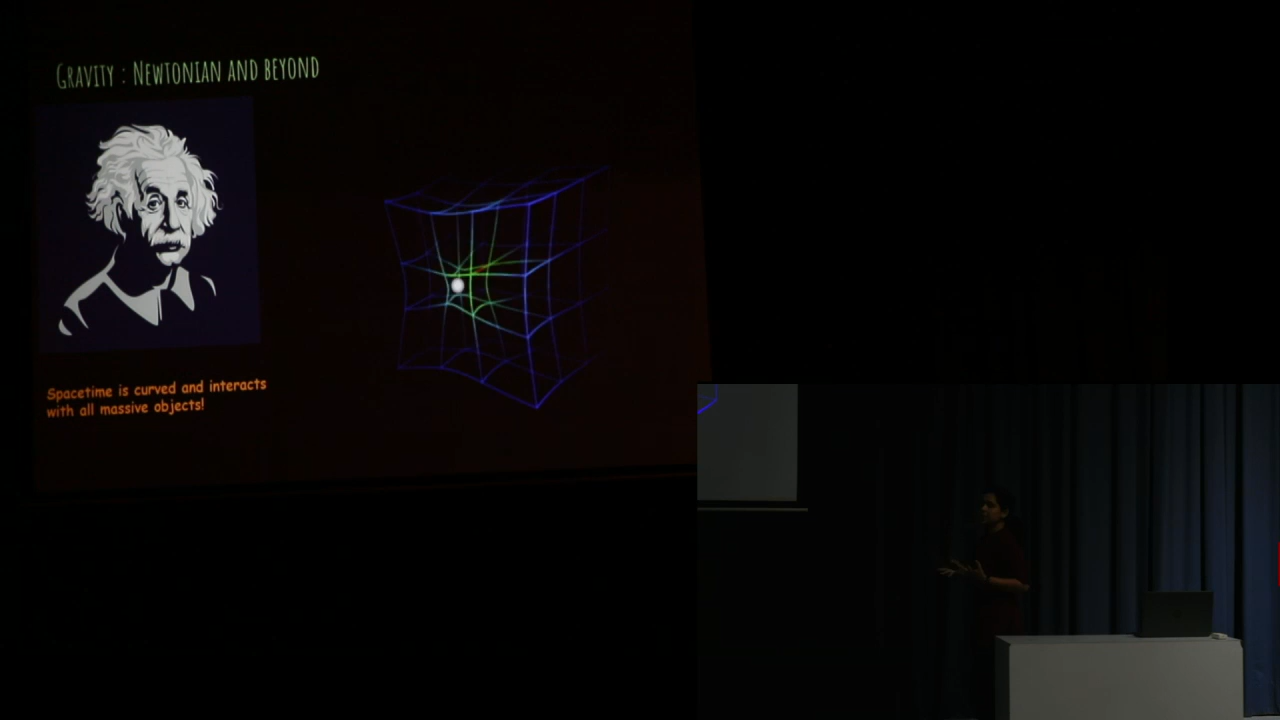 Gravity : Newtonian and beyond
Spacetime is curved and interacts
with all massive objects!